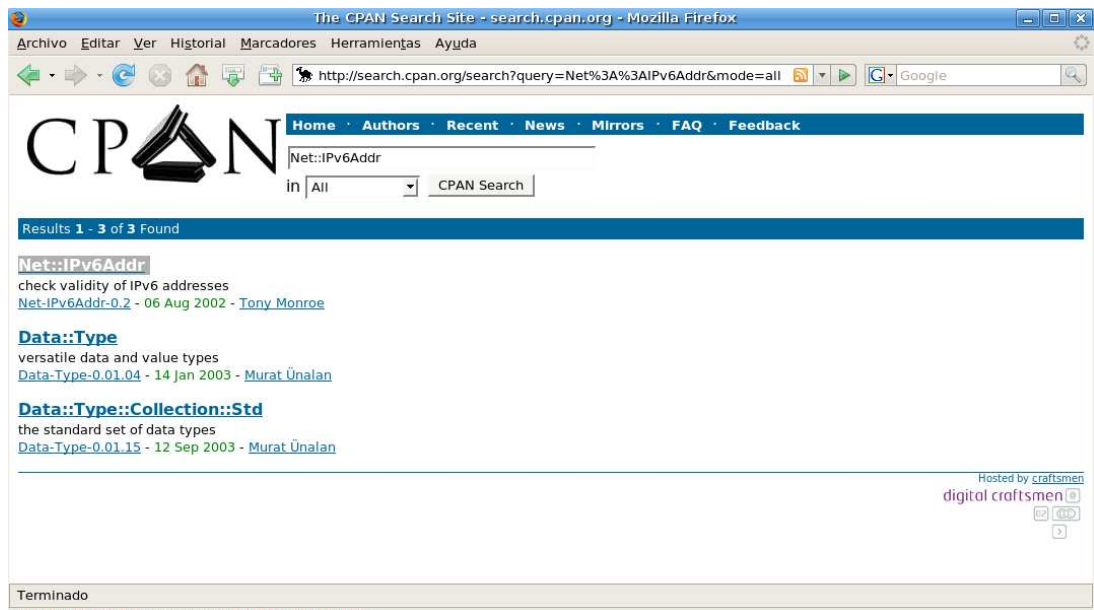 The CPAN Search Site - search.cpan.org - Mozilla Firefox
Archivo Editar Ver Historial Marcadores Herramientas Ayuda
http://search.cpan.org/search?query=Net%3A%3AIPv6Addr&mode=all G Google
CPAN
Home · Authors · Recent · News · Mirrors · FAQ · Feedback
Net::IPv6Addr
in All CPAN Search
Results 1 - 3 of 3 Found
Net::IPv6Addr
check validity of IPv6 addresses
Net-IPv6Addr-0.2 - 06 Aug 2002 - Tony Monroe
Data::Type
versatile data and value types
Data-Type-0.01.04 - 14 Jan 2003 - Murat Ünalan
Data::Type::Collection::Std
the standard set of data types
Data-Type-0.01.15 - 12 Sep 2003 - Murat Ünalan
Hosted by craftsmen
digital craftsmen
Terminado